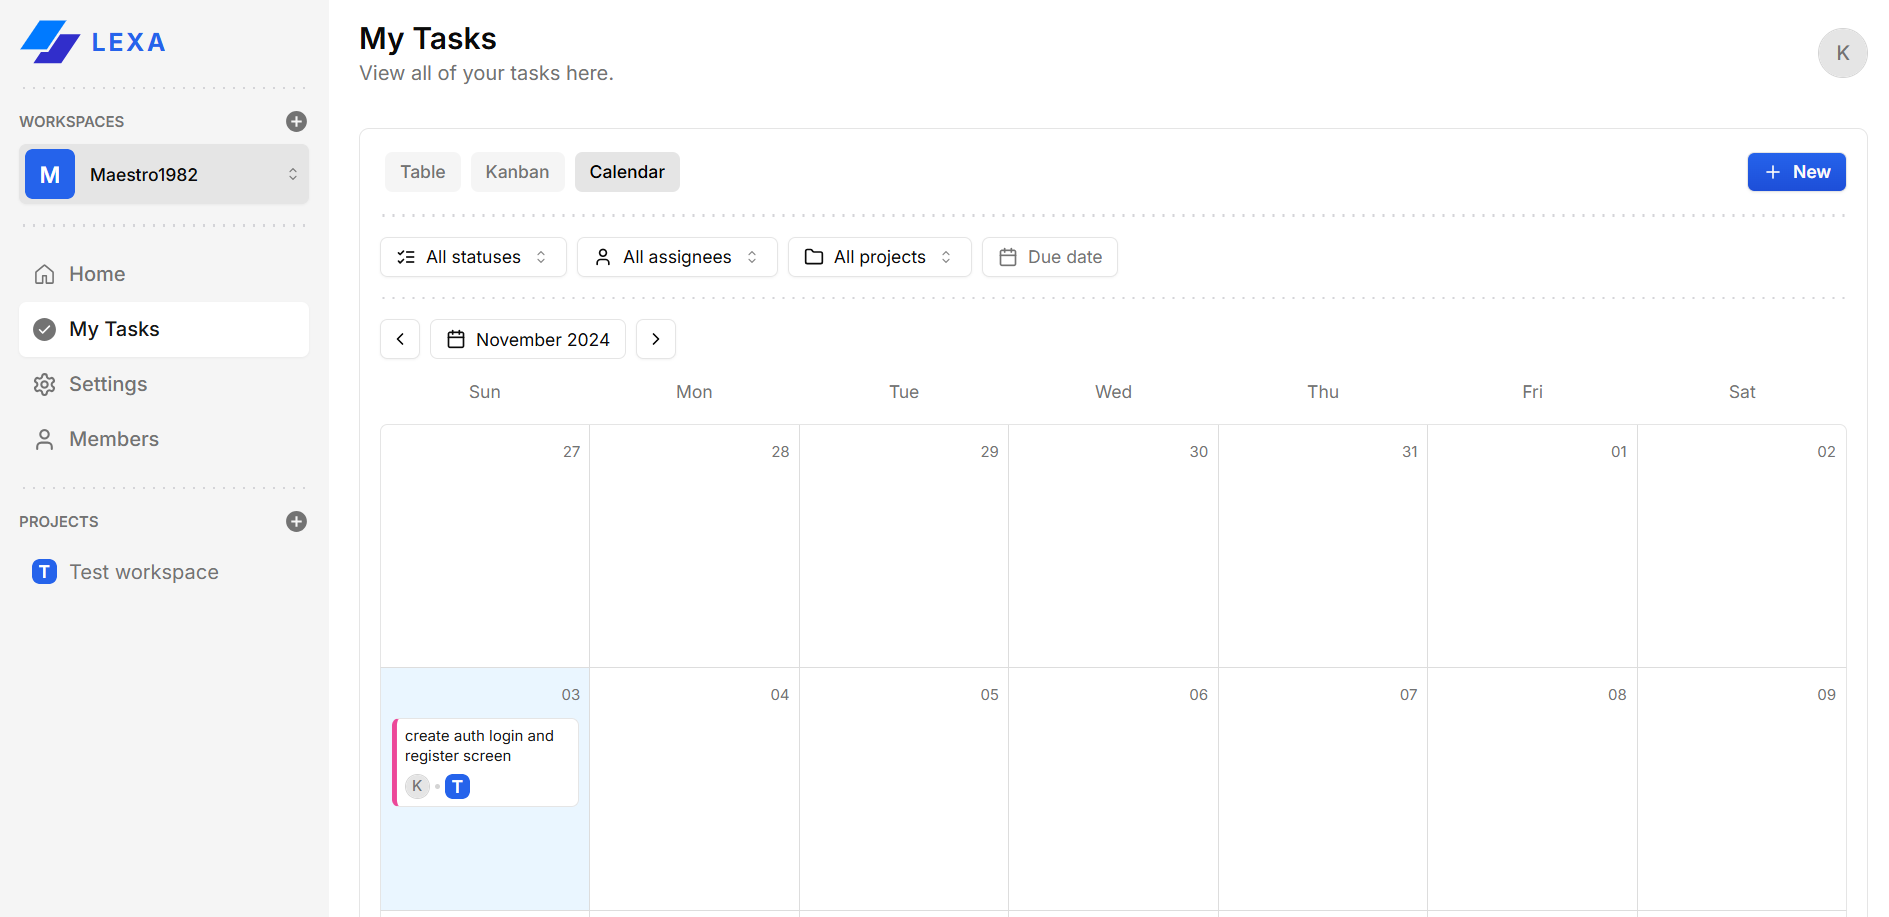 LEXA
WORKSPACES
M
Maestro1982
Home
My Tasks
Settings
Members
PROJECTS
T
Test workspace
My Tasks
View all of your tasks here.
K
Table
Kanban
Calendar
New
All statuses
All assignees
All projects
Due date
November 2024
Sun Mon Tue Wed Thu Fri Sat
27 28 29 30 31 01 02
03 04 05 06 07 08 09
create auth login and
register screen
K
T